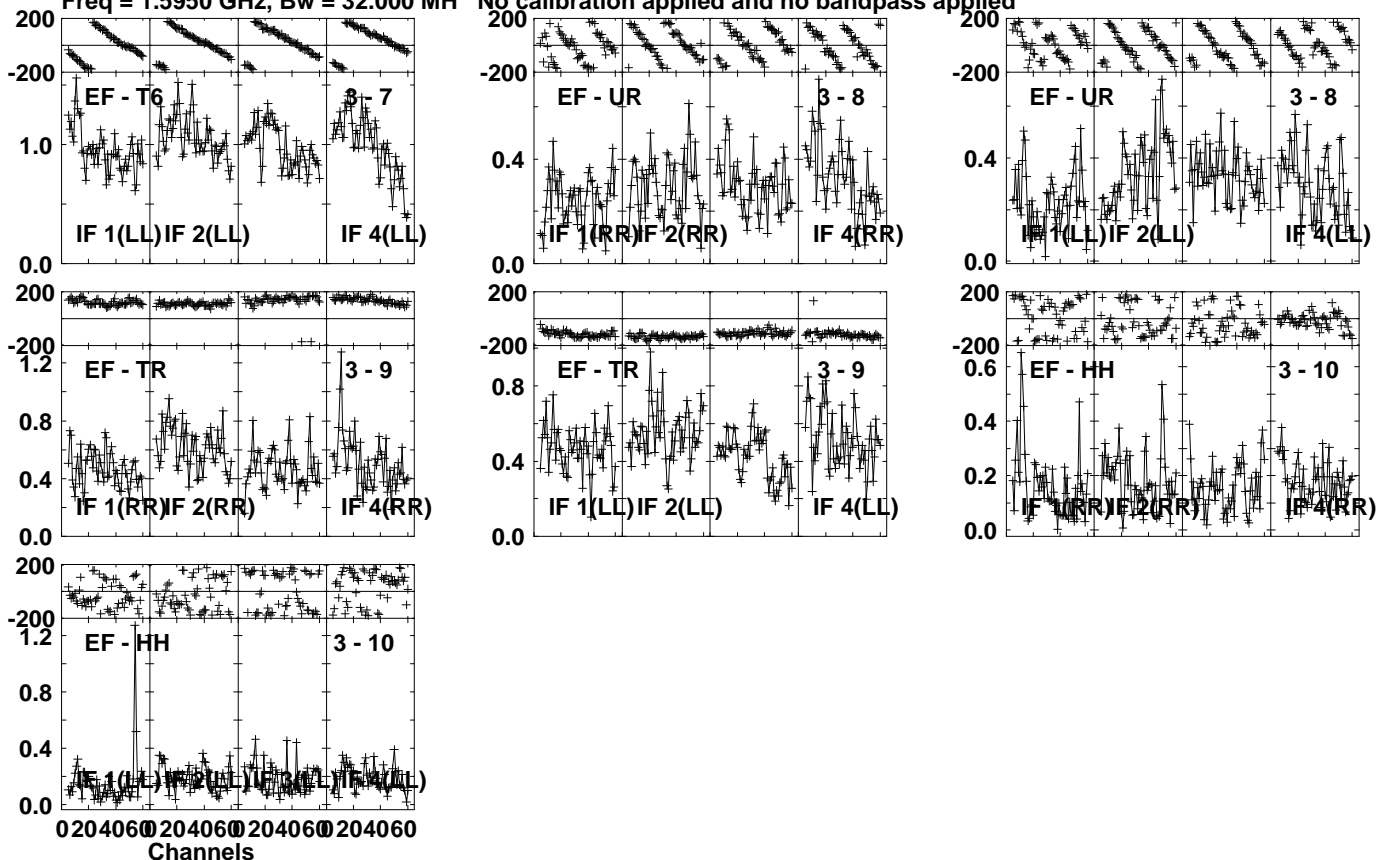 Freq = 1.5950 GHz, Bw = 32.000 MH No calibration applied and no bandpass applied
200
-200
EF - T6
3 - 7
1.0
IF 1(LL) IF 2(LL) IF 4(LL)
0.0
200
-200
EF - UR
3 - 8
0.4
IF 1(RR) IF 2(RR) IF 4(RR)
0.0
200
-200
EF - UR
3 - 8
0.4
IF 1(LL) IF 2(LL) IF 4(LL)
0.0
200
-200
1.2
EF - TR
3 - 9
0.8
0.4
IF 1(RR) IF 2(RR) IF 4(RR)
0.0
200
-200
EF - TR
3 - 9
0.8
0.4
IF 1(LL) IF 2(LL) IF 4(LL)
0.0
200
-200
EF - HH
3 - 10
0.6
0.4
0.2
IF 1(RR) IF 2(RR) IF 4(RR)
0.0
200
-200
1.2
EF - HH
3 - 10
0.8
0.4
IF 1(LL) IF 2(LL) IF 3(LL) IF 4(LL)
0.0
0 20 40 60 0 20 40 60 0 20 40 60 0 20 40 60
Channels